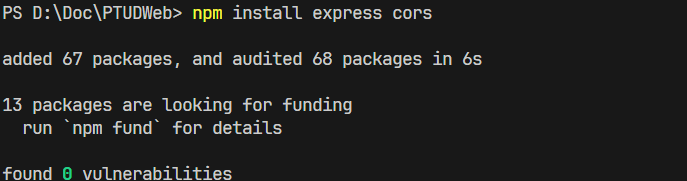 PS D:\Doc\PTUDWeb> npm install express cors
added 67 packages, and audited 68 packages in 6s
13 packages are looking for funding
  run `npm fund` for details
found 0 vulnerabilities